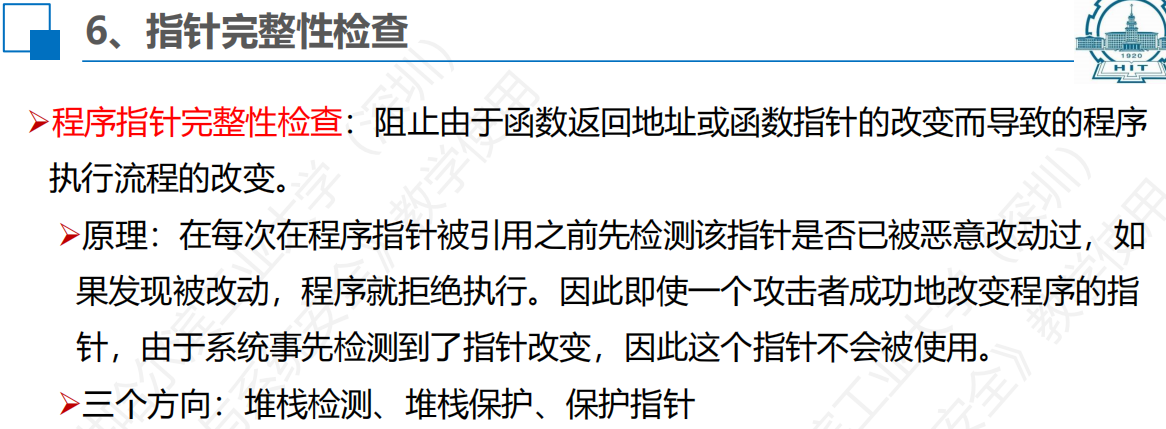 6、指针完整性检查
1920
HIT
➢程序指针完整性检查：阻止由于函数返回地址或函数指针的改变而导致的程序
执行流程的改变。
➢原理：在每次在程序指针被引用之前先检测该指针是否已被恶意改动过，如
果发现被改动，程序就拒绝执行。因此即使一个攻击者成功地改变程序的指
针，由于系统事先检测到了指针改变，因此这个指针不会被使用。
➢三个方向：堆栈检测、堆栈保护、保护指针